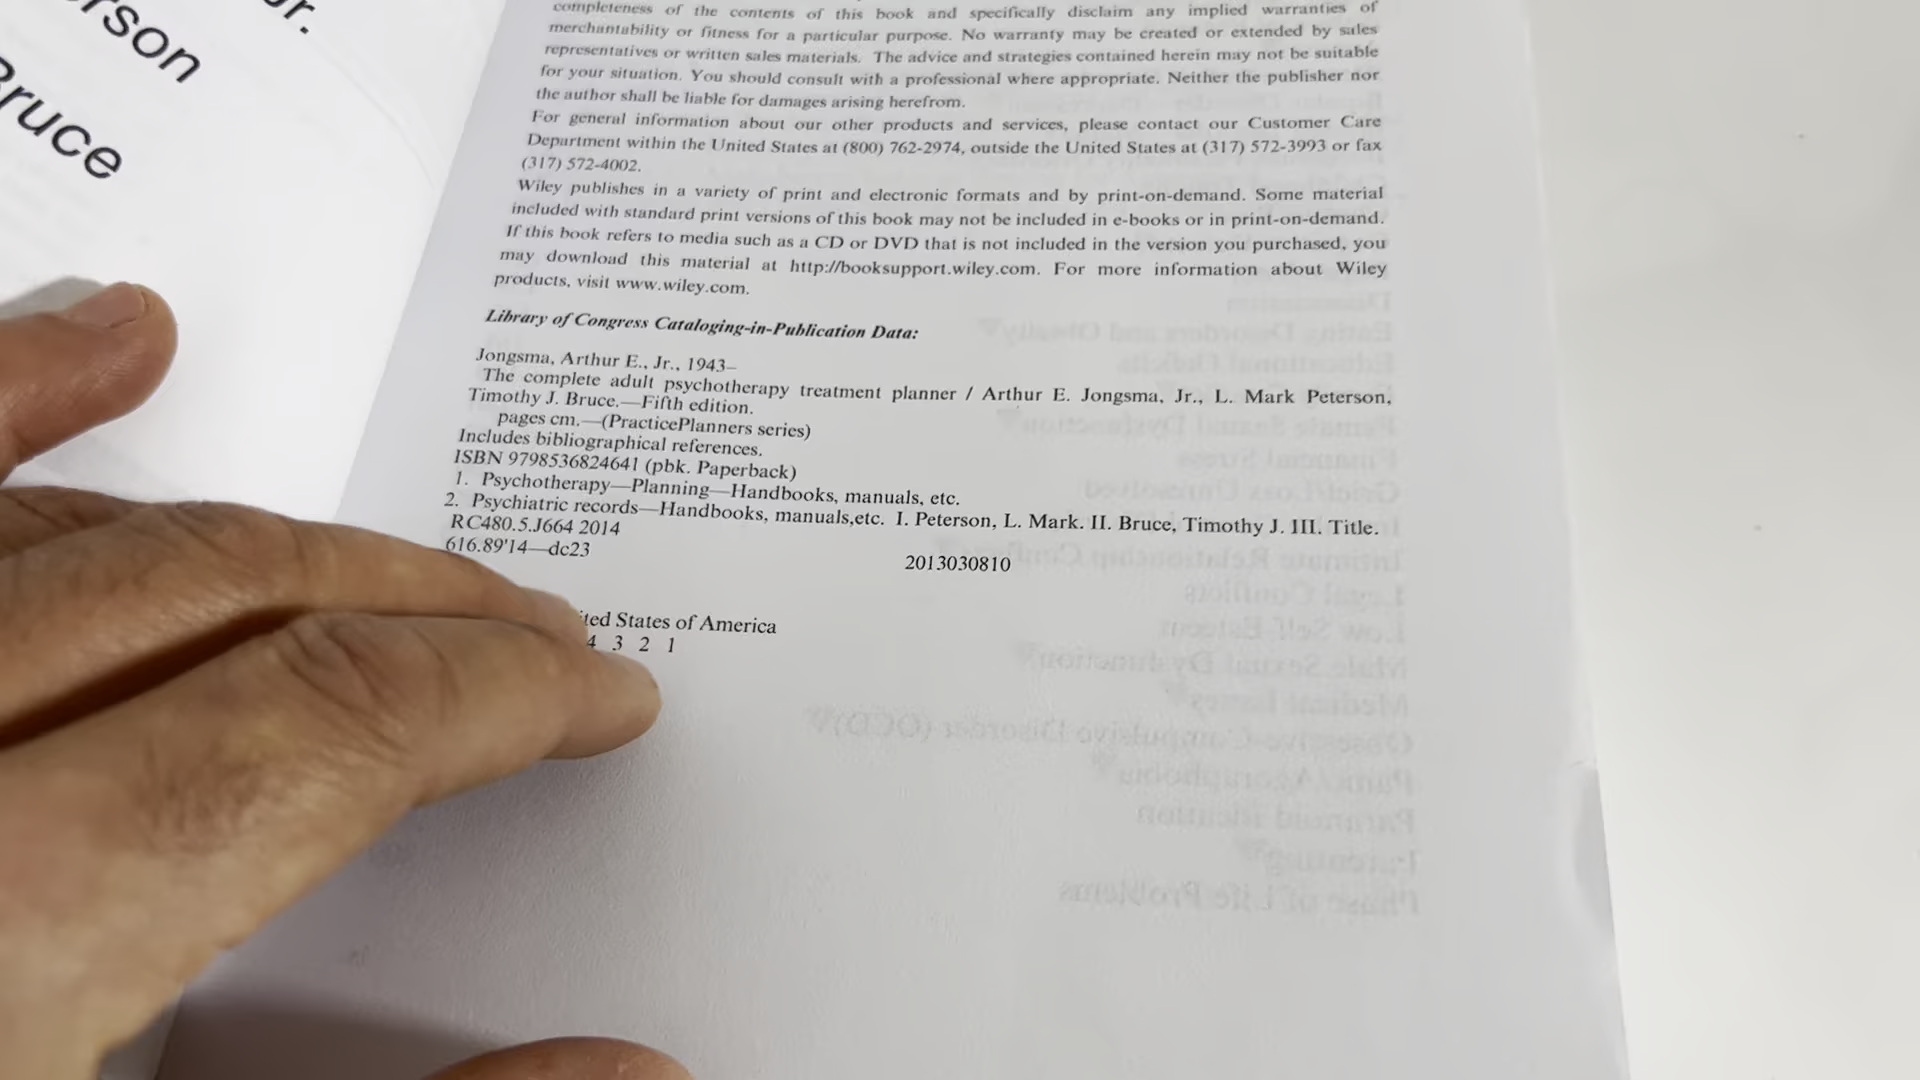 Jr.
rson
Bruce
completeness of the contents of this book and specifically disclaim any implied warranties of
merchantability or fitness for a particular purpose. No warranty may be created or extended by sales
representatives or written sales materials. The advice and strategies contained herein may not be suitable
for your situation. You should consult with a professional where appropriate. Neither the publisher nor
the author shall be liable for damages arising herefrom.
For general information about our other products and services, please contact our Customer Care
Department within the United States at (800) 762-2974, outside the United States at (317) 572-3993 or fax
(317) 572-4002.
Wiley publishes in a variety of print and electronic formats and by print-on-demand. Some material
included with standard print versions of this book may not be included in e-books or in print-on-demand.
If this book refers to media such as a CD or DVD that is not included in the version you purchased, you
may download this material at http://booksupport.wiley.com. For more information about Wiley
products, visit www.wiley.com.
Library of Congress Cataloging-in-Publication Data:
Jongsma, Arthur E., Jr., 1943–
The complete adult psychotherapy treatment planner / Arthur E. Jongsma, Jr., L. Mark Peterson,
Timothy J. Bruce.—Fifth edition.
pages cm.—(PracticePlanners series)
Includes bibliographical references.
ISBN 9798536824641 (pbk. Paperback)
1. Psychotherapy—Planning—Handbooks, manuals, etc.
2. Psychiatric records—Handbooks, manuals,etc. I. Peterson, L. Mark. II. Bruce, Timothy J. III. Title.
RC480.5.J664 2014
616.89'14—dc23
2013030810
ited States of America
4 3 2 1